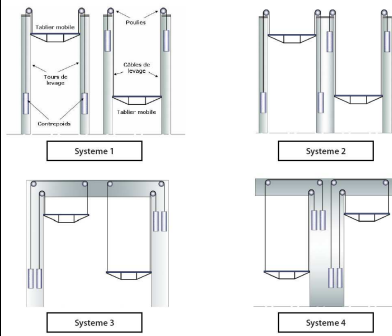 Tablier mobile
Poulies
Tours de
levage
Câbles de
levage
Contrepoids
Tablier mobile
Systeme 1
Systeme 2
Systeme 3
Systeme 4